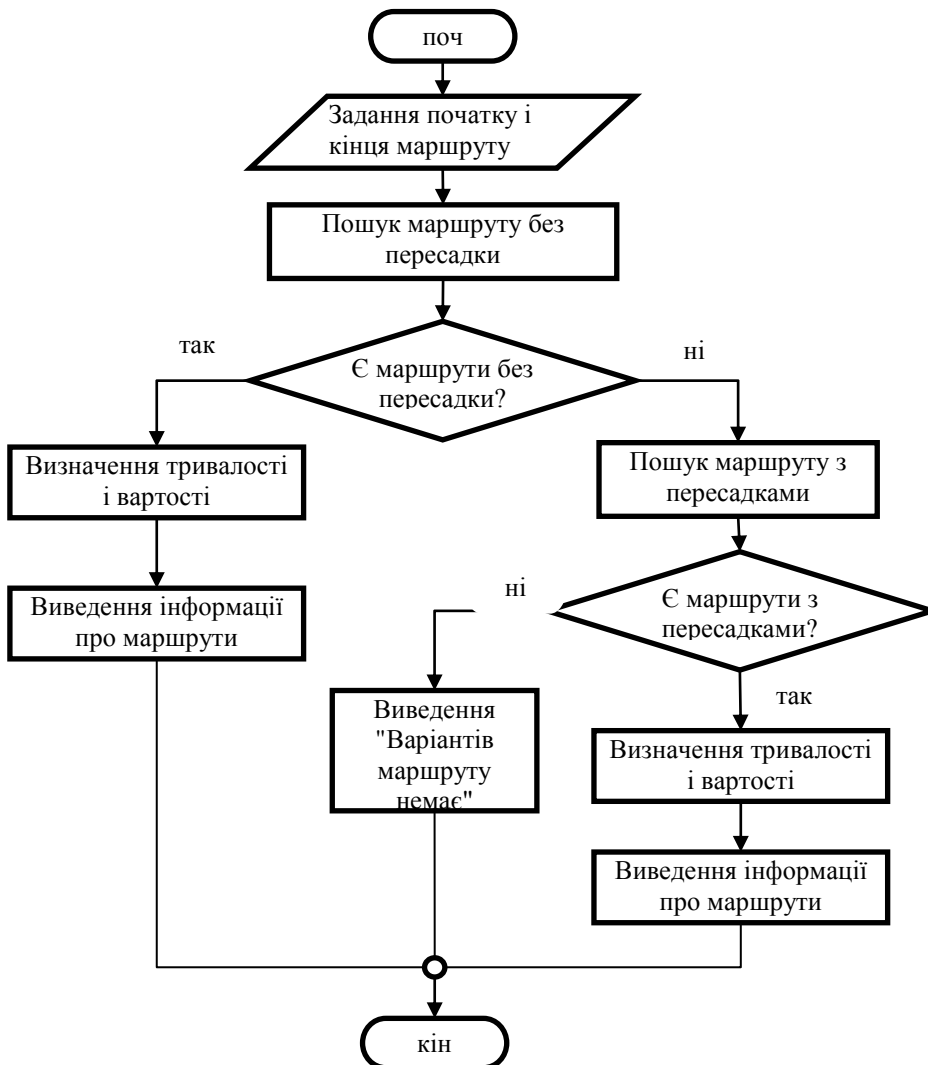 поч
Задання початку і
кінця маршруту
Пошук маршруту без
пересадки
так
ні
Є маршрути без
пересадки?
Визначення тривалості
і вартості
Пошук маршруту з
пересадками
Виведення інформації
про маршрути
ні
Є маршрути з
пересадками?
так
Виведення
"Варіантів
маршруту
немає"
Визначення тривалості
і вартості
Виведення інформації
про маршрути
кін